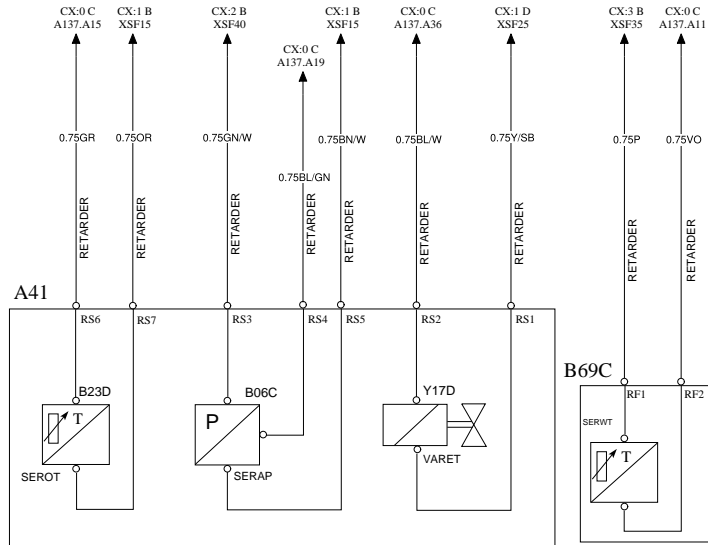 CX:0 C
A137.A15
CX:1 B
XSF15
CX:2 B
XSF40
CX:0 C
A137.A19
CX:1 B
XSF15
CX:0 C
A137.A36
CX:1 D
XSF25
CX:3 B
XSF35
CX:0 C
A137.A11
0.75GR
0.75OR
0.75GN/W
0.75BL/GN
0.75BN/W
0.75BL/W
0.75Y/SB
0.75P
0.75VO
RETARDER
RETARDER
RETARDER
RETARDER
RETARDER
RETARDER
RETARDER
RETARDER
RETARDER
A41
RS6
RS7
RS3
RS4
RS5
RS2
RS1
B69C
RF1
RF2
B23D
T
SEROT
B06C
P
SERAP
Y17D
VARET
SERWT
T